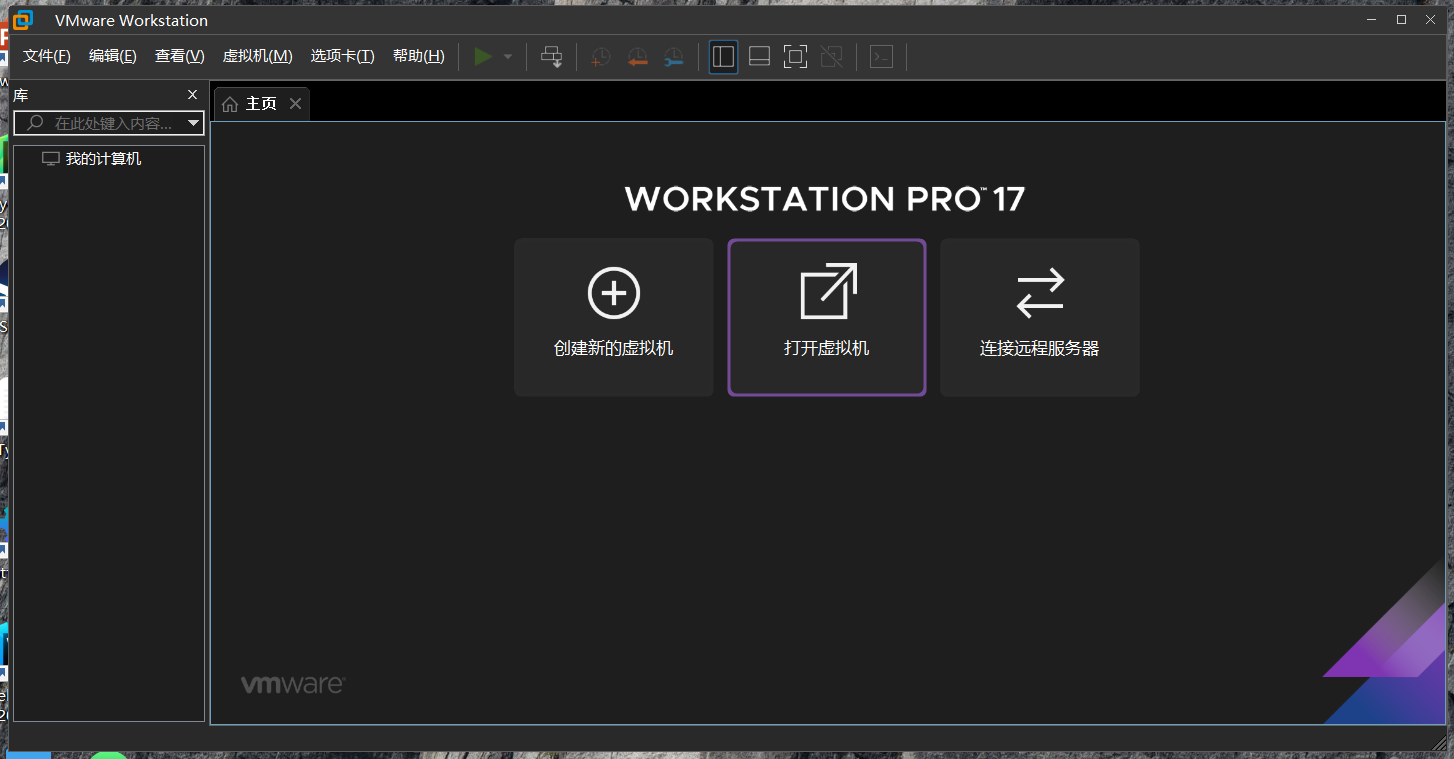 VMware Workstation
文件(F) 编辑(E) 查看(V) 虚拟机(M) 选项卡(T) 帮助(H)
库
主页
在此处键入内容...
我的计算机
WORKSTATION PRO™ 17
创建新的虚拟机
打开虚拟机
连接远程服务器
vmware®